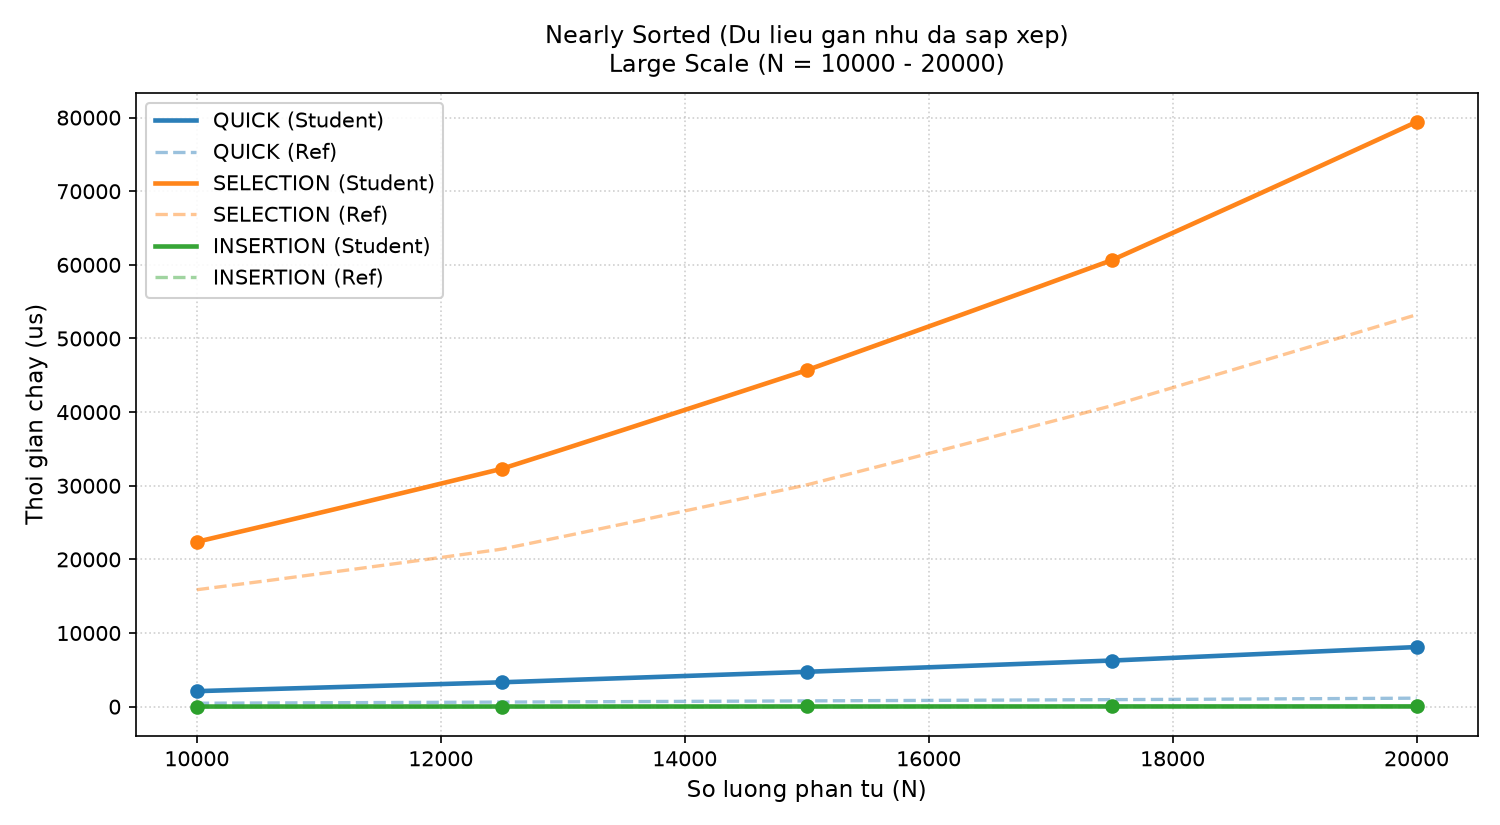 Nearly Sorted (Du lieu gan nhu da sap xep)
Large Scale (N = 10000 - 20000)
QUICK (Student)
QUICK (Ref)
SELECTION (Student)
SELECTION (Ref)
INSERTION (Student)
INSERTION (Ref)
Thoi gian chay (us)
80000
70000
60000
50000
40000
30000
20000
10000
0
10000 12000 14000 16000 18000 20000
So luong phan tu (N)